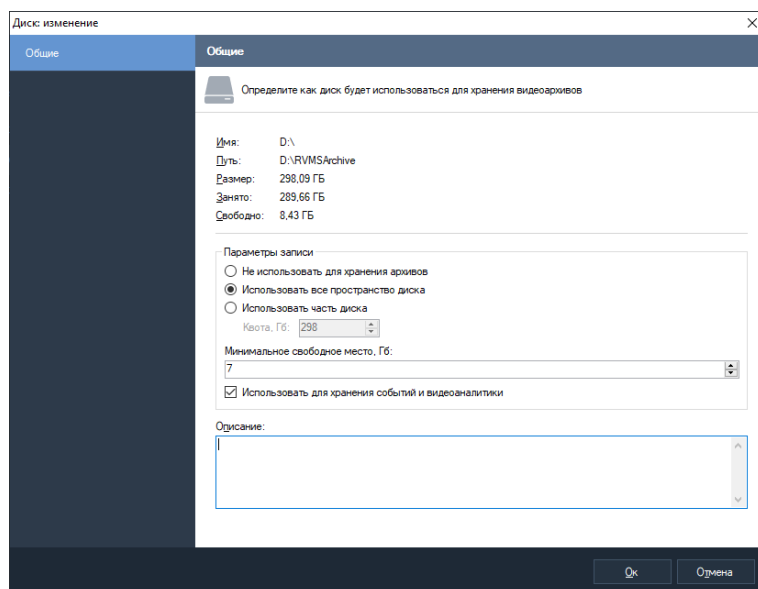 Диск: изменение
Общие
Общие
Определите как диск будет использоваться для хранения видеоархивов
Имя: D:\
Путь: D:\RVMSArchive
Размер: 298,09 ГБ
Занято: 289,66 ГБ
Свободно: 8,43 ГБ
Параметры записи
Не использовать для хранения архивов
Использовать все пространство диска
Использовать часть диска
Квота, Гб: 298
Минимальное свободное место, Гб:
7
Использовать для хранения событий и видеоаналитики
Описание:
Ок Отмена